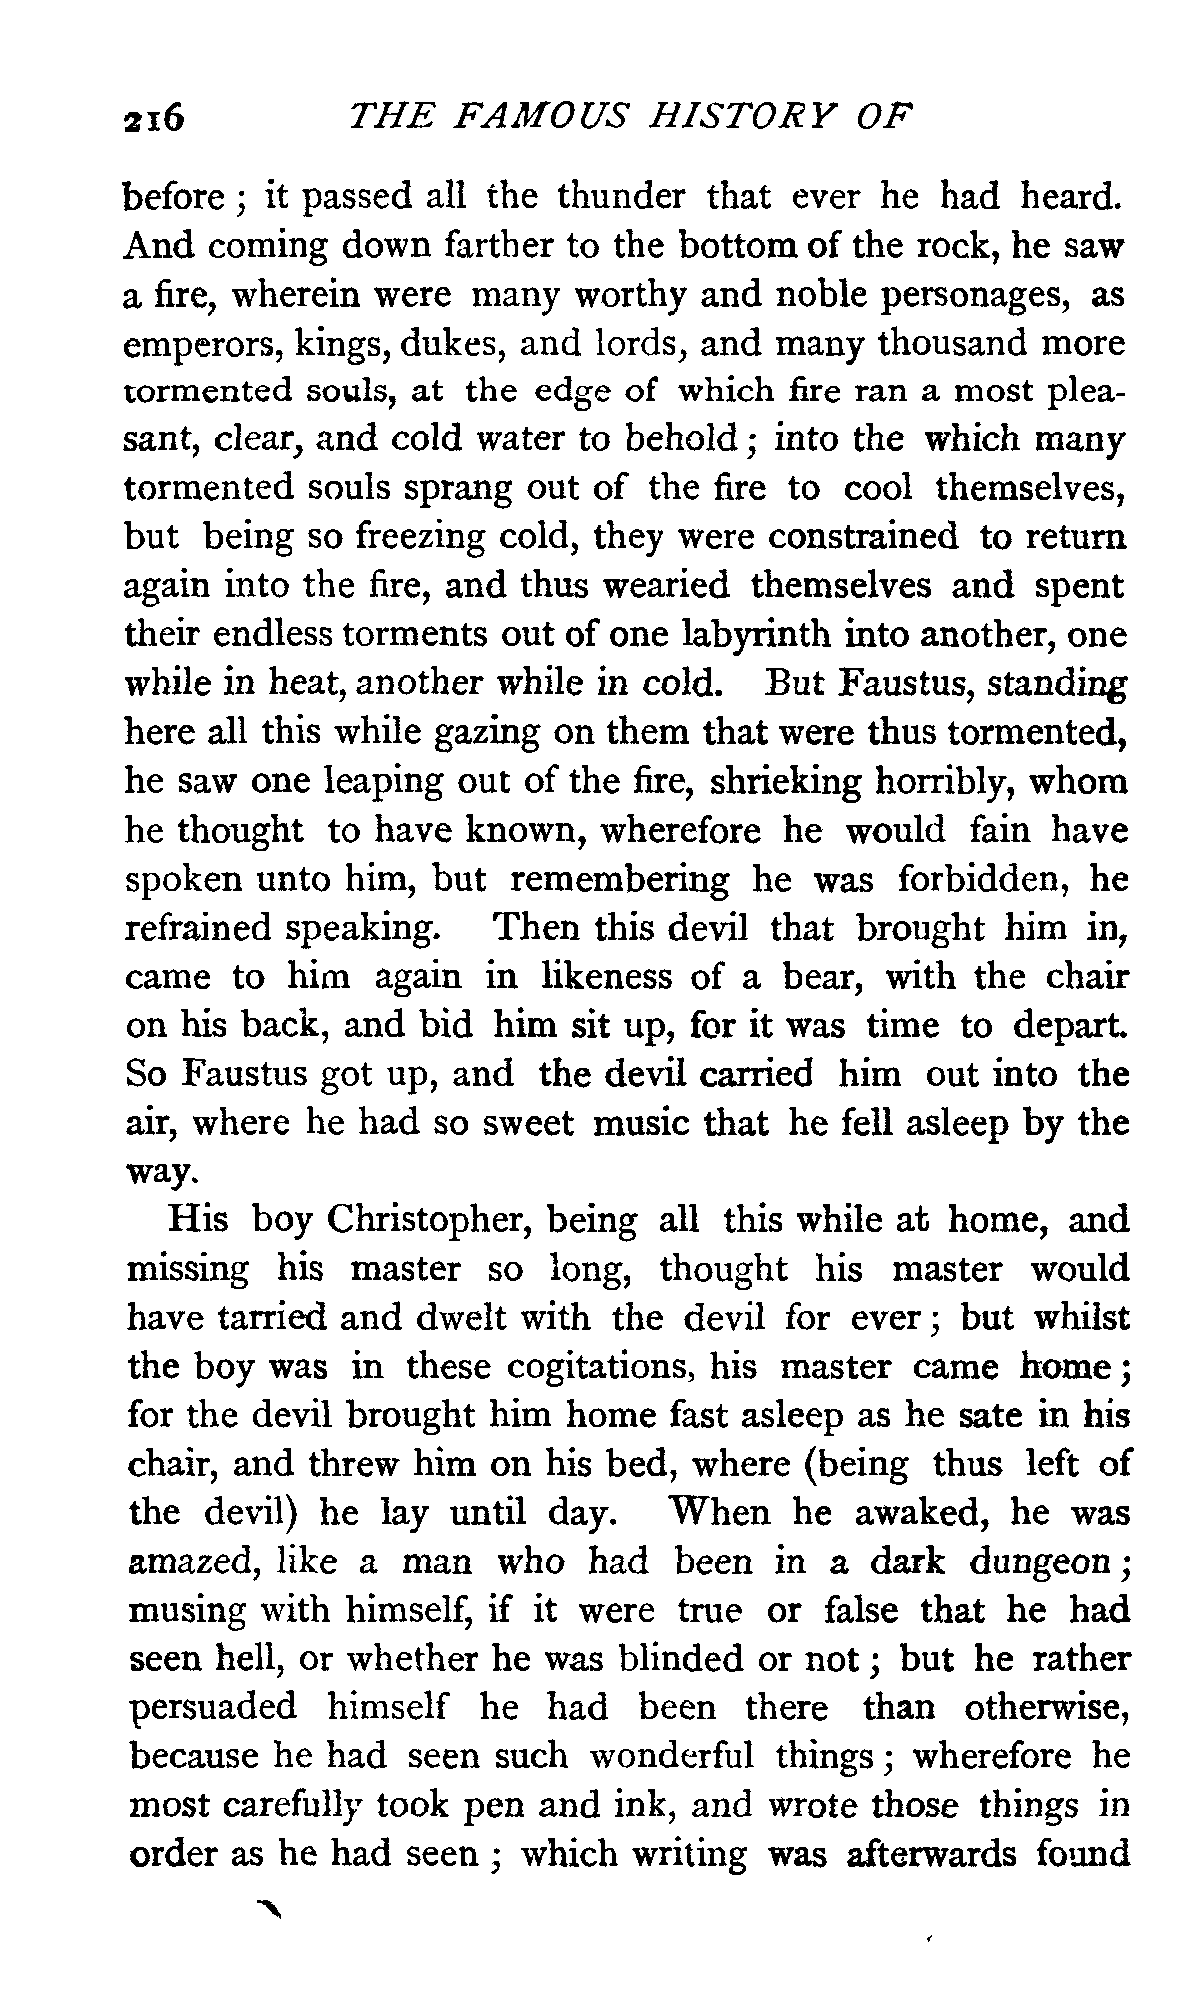 216 THE FAMOUS HISTORY OF
before ; it passed all the thunder that ever he had heard.
And coming down farther to the bottom of the rock, he saw
a fire, wherein were many worthy and noble personages, as
emperors, kings, dukes, and lords, and many thousand more
tormented souls, at the edge of which fire ran a most plea-
sant, clear, and cold water to behold ; into the which many
tormented souls sprang out of the fire to cool themselves,
but being so freezing cold, they were constrained to return
again into the fire, and thus wearied themselves and spent
their endless torments out of one labyrinth into another, one
while in heat, another while in cold. But Faustus, standing
here all this while gazing on them that were thus tormented,
he saw one leaping out of the fire, shrieking horribly, whom
he thought to have known, wherefore he would fain have
spoken unto him, but remembering he was forbidden, he
refrained speaking. Then this devil that brought him in,
came to him again in likeness of a bear, with the chair
on his back, and bid him sit up, for it was time to depart.
So Faustus got up, and the devil carried him out into the
air, where he had so sweet music that he fell asleep by the
way.
His boy Christopher, being all this while at home, and
missing his master so long, thought his master would
have tarried and dwelt with the devil for ever ; but whilst
the boy was in these cogitations, his master came home ;
for the devil brought him home fast asleep as he sate in his
chair, and threw him on his bed, where (being thus left of
the devil) he lay until day. When he awaked, he was
amazed, like a man who had been in a dark dungeon ;
musing with himself, if it were true or false that he had
seen hell, or whether he was blinded or not ; but he rather
persuaded himself he had been there than otherwise,
because he had seen such wonderful things ; wherefore he
most carefully took pen and ink, and wrote those things in
order as he had seen ; which writing was afterwards found